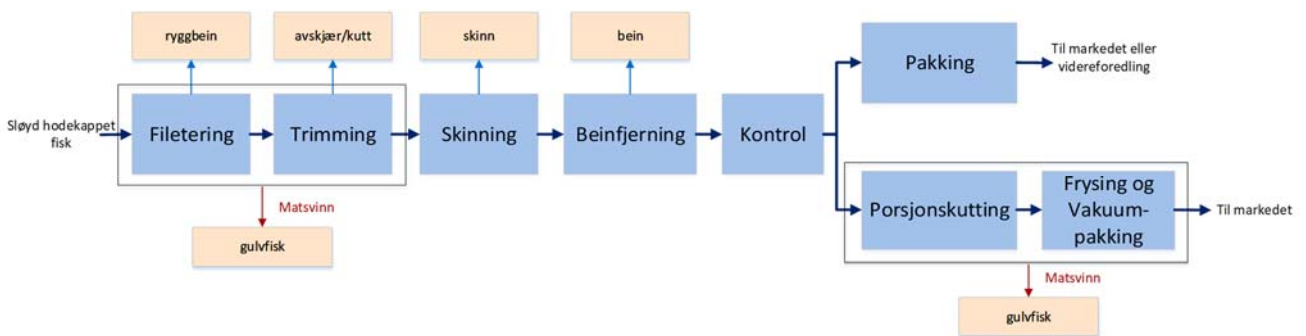 ryggbein
avskjær/kutt
skinn
bein
Pakking
Til markedet eller
videreforedling
Sløyd hodekappet
fisk
Filetering
Trimming
Skinning
Beinfjerning
Kontrol
Matsvinn
gulvfisk
Porsjonskutting
Frysing og
Vakuum-
pakking
Til markedet
Matsvinn
gulvfisk